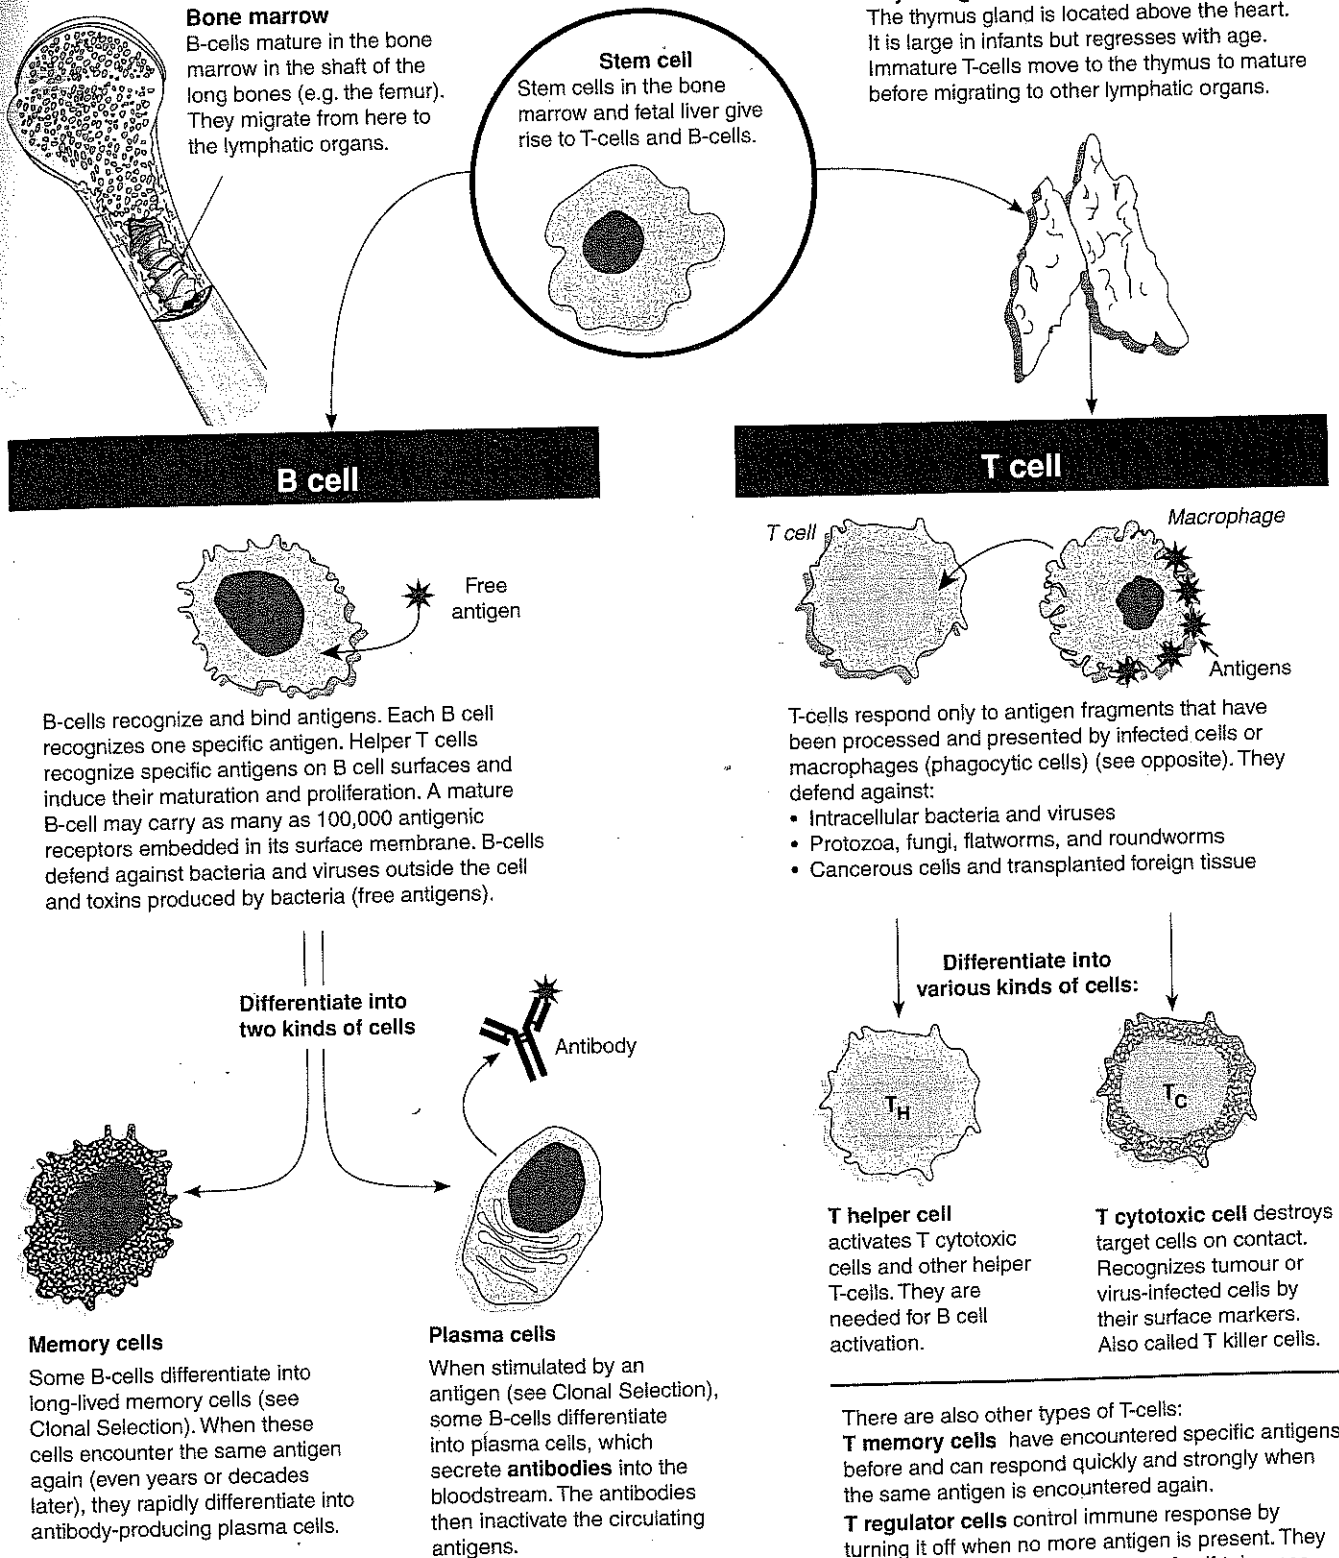 Bone marrow
B-cells mature in the bone
marrow in the shaft of the
long bones (e.g. the femur).
They migrate from here to
the lymphatic organs.
Stem cell
Stem cells in the bone
marrow and fetal liver give
rise to T-cells and B-cells.
The thymus gland is located above the heart.
It is large in infants but regresses with age.
Immature T-cells move to the thymus to mature
before migrating to other lymphatic organs.
B cell
Free
antigen
B-cells recognize and bind antigens. Each B cell
recognizes one specific antigen. Helper T cells
recognize specific antigens on B cell surfaces and
induce their maturation and proliferation. A mature
B-cell may carry as many as 100,000 antigenic
receptors embedded in its surface membrane. B-cells
defend against bacteria and viruses outside the cell
and toxins produced by bacteria (free antigens).
Differentiate into
two kinds of cells
Antibody
Memory cells
Some B-cells differentiate into
long-lived memory cells (see
Clonal Selection). When these
cells encounter the same antigen
again (even years or decades
later), they rapidly differentiate into
antibody-producing plasma cells.
Plasma cells
When stimulated by an
antigen (see Clonal Selection),
some B-cells differentiate
into plasma cells, which
secrete antibodies into the
bloodstream. The antibodies
then inactivate the circulating
antigens.
T cell
T cell
Macrophage
Antigens
T-cells respond only to antigen fragments that have
been processed and presented by infected cells or
macrophages (phagocytic cells) (see opposite). They
defend against:
• Intracellular bacteria and viruses
• Protozoa, fungi, flatworms, and roundworms
• Cancerous cells and transplanted foreign tissue
Differentiate into
various kinds of cells:
TH
TC
T helper cell
activates T cytotoxic
cells and other helper
T-cells. They are
needed for B cell
activation.
T cytotoxic cell destroys
target cells on contact.
Recognizes tumour or
virus-infected cells by
their surface markers.
Also called T killer cells.
There are also other types of T-cells:
T memory cells have encountered specific antigens
before and can respond quickly and strongly when
the same antigen is encountered again.
T regulator cells control immune response by
turning it off when no more antigen is present. They